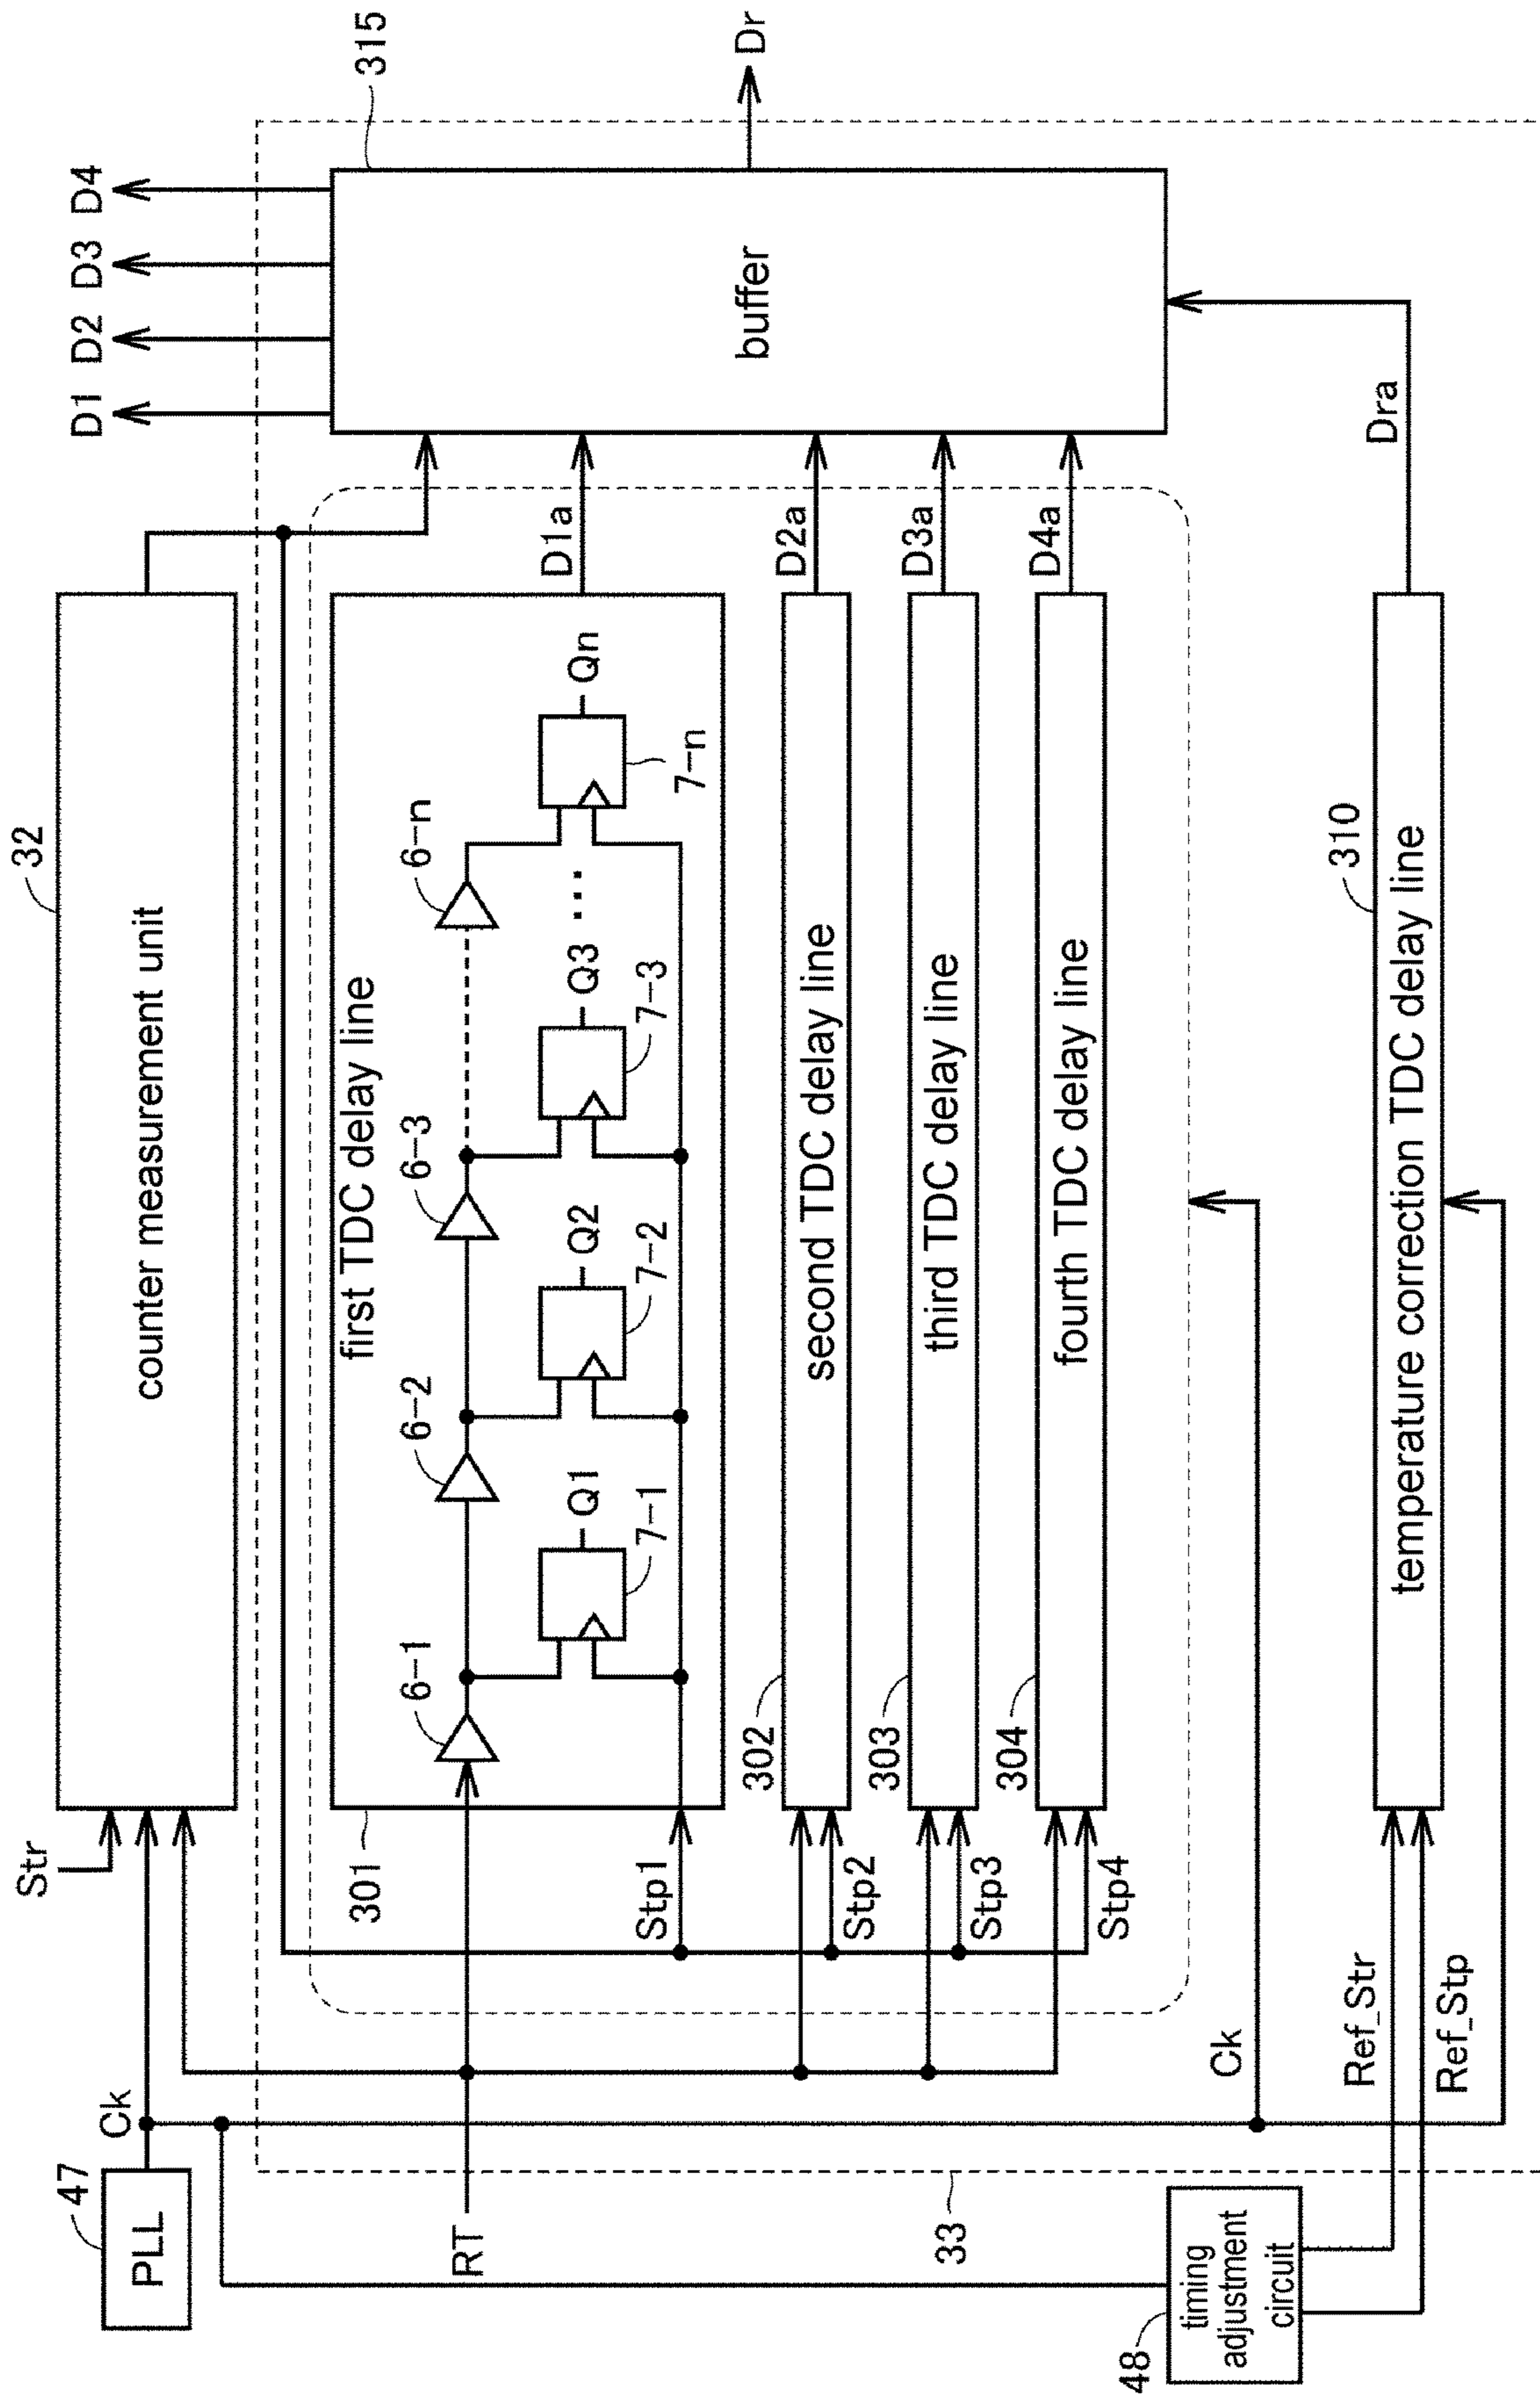 PLL
47
Ck
Str
32
counter measurement unit
D1
D2
D3
D4
315
buffer
Dr
RT
301
first TDC delay line
6-1
6-2
6-3
6-n
Q1
Q2
Q3
...
Qn
7-1
7-2
7-3
7-n
D1a
Stp1
302
second TDC delay line
D2a
Stp2
303
third TDC delay line
D3a
Stp3
304
fourth TDC delay line
D4a
Stp4
33
Ck
48
timing
adjustment
circuit
Ref_Str
Ref_Stp
310
temperature correction TDC delay line
Dra